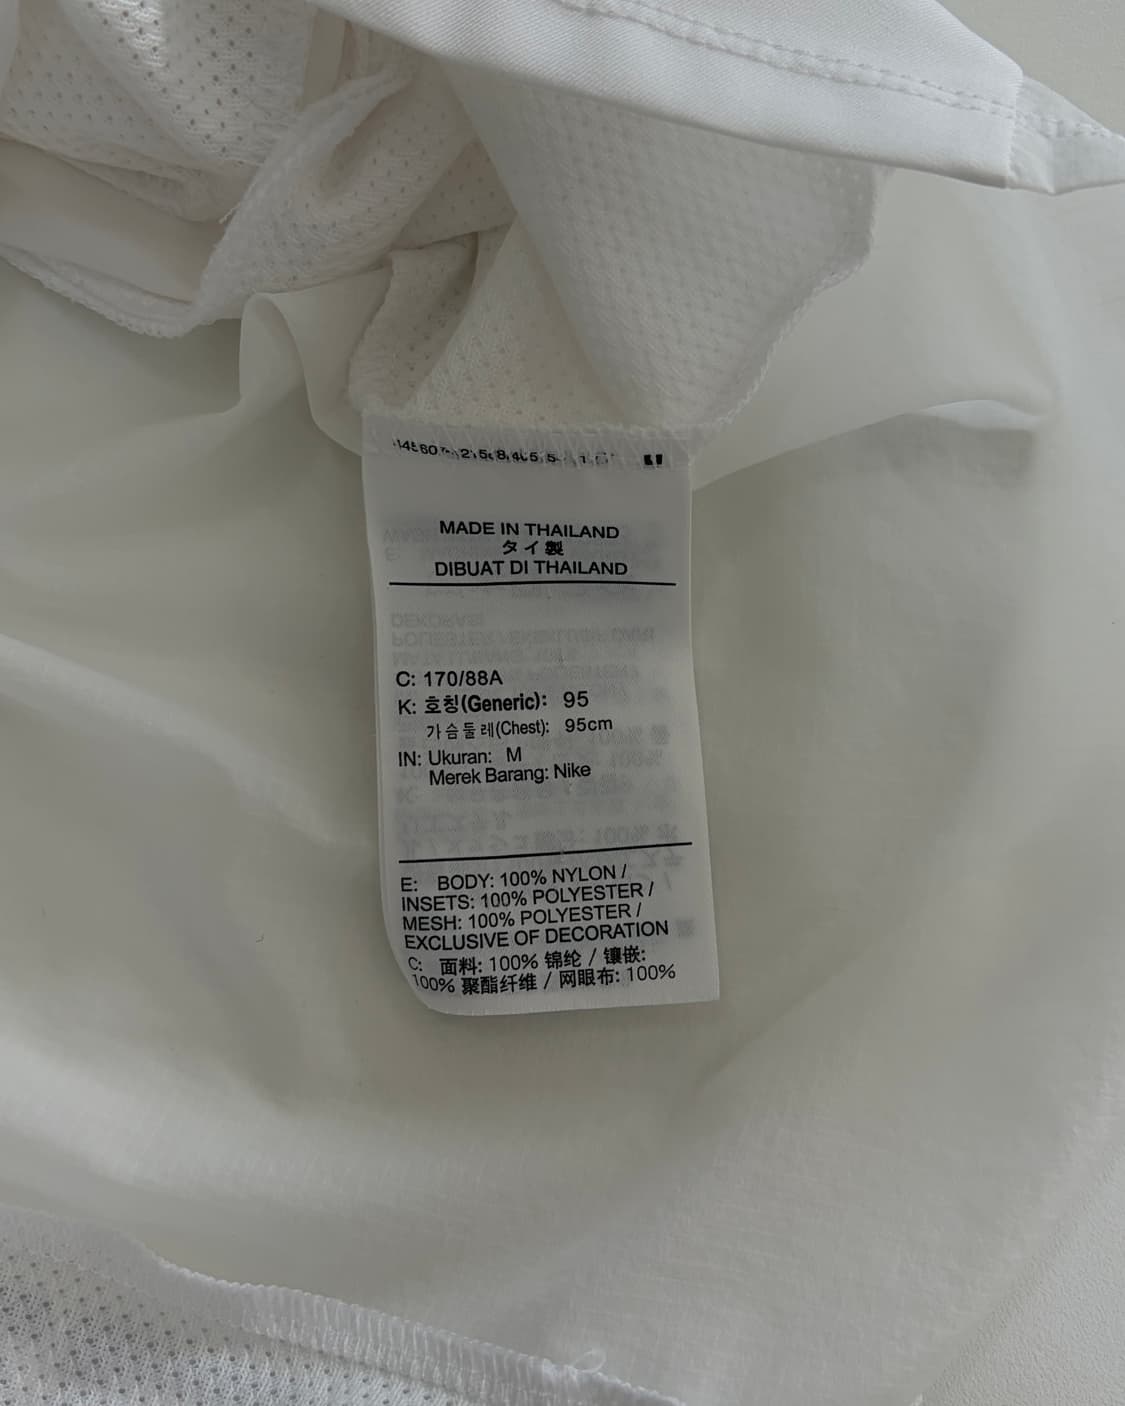 MADE IN THAILAND
タイ製
DIBUAT DI THAILAND
C: 170/88A
K: 호칭(Generic): 95
가슴둘레(Chest): 95cm
IN: Ukuran: M
Merek Barang: Nike
E: BODY: 100% NYLON /
INSETS: 100% POLYESTER /
MESH: 100% POLYESTER /
EXCLUSIVE OF DECORATION
C: 面料: 100% 锦纶 / 镶嵌:
100% 聚酯纤维 / 网眼布: 100%